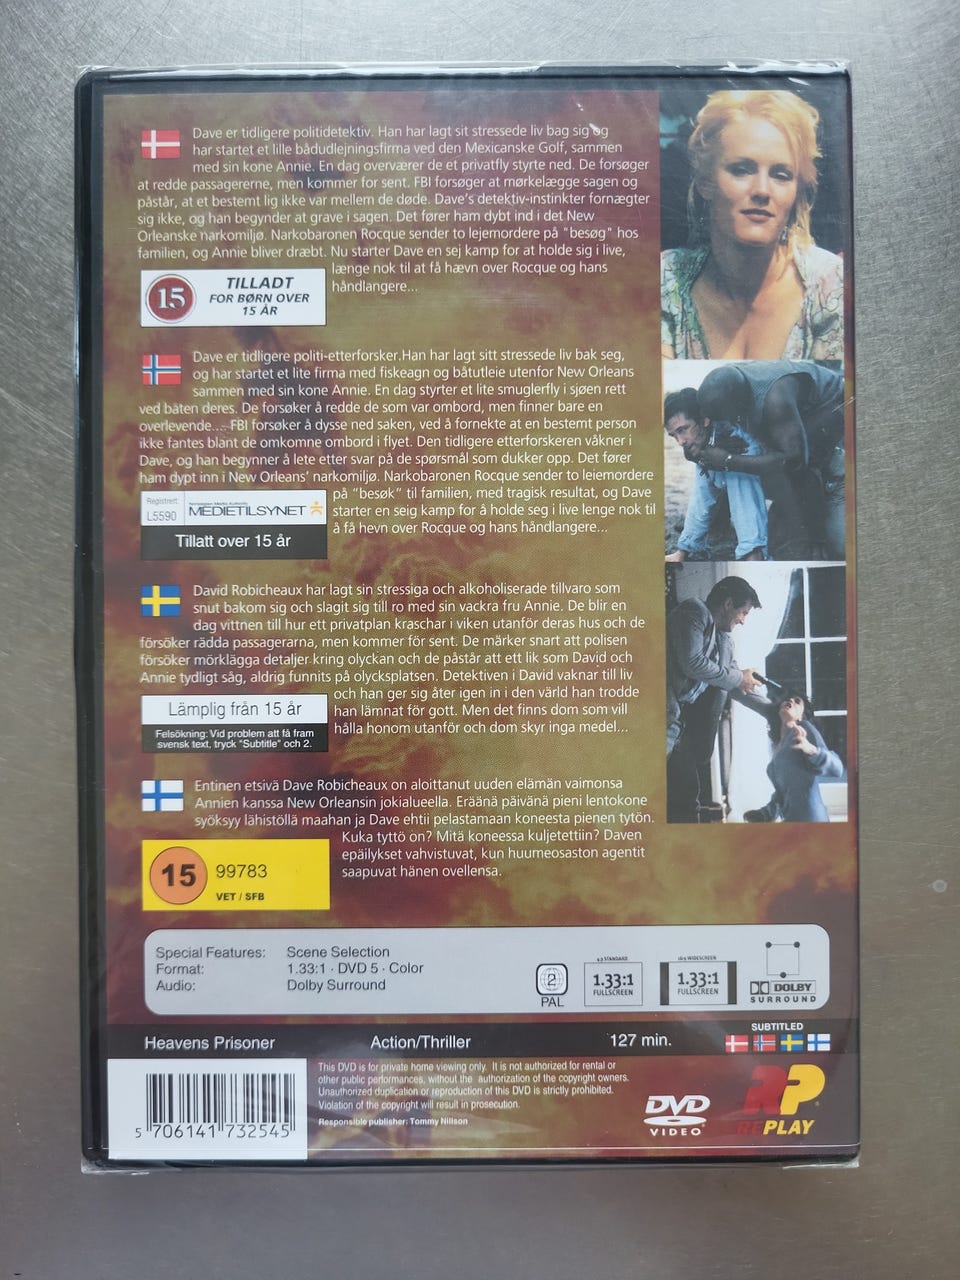 Dave er tidligere politidetektiv. Han har lagt sit stressede liv bag sig og
har startet et lille bådudlejningsfirma ved den Mexicanske Golf, sammen
med sin kone Annie. En dag overværer de et privatfly styrte ned. De forsøger
at redde passagererne, men kommer for sent. FBI forsøger at mørkelægge sagen og
påstår, at et bestemt lig ikke var mellem de døde. Dave's detektiv-instinkter fornægter
sig ikke, og han begynder at grave i sagen. Det fører ham dybt ind i det New
Orleanske narkomiljø. Narkobaronen Rocque sender to lejemordere på "besøg" hos
familien, og Annie bliver dræbt. Nu starter Dave en sej kamp for at holde sig i live,
længe nok til at få hævn over Rocque og hans
håndlangere...
15
TILLADT
FOR BØRN OVER
15 ÅR
Dave er tidligere politi-etterforsker.Han har lagt sitt stressede liv bak seg,
og har startet et lite firma med fiskeagn og båtutleie utenfor New Orleans
sammen med sin kone Annie. En dag styrter et lite smuglerfly i sjøen rett
ved båten deres. De forsøker å redde de som var ombord, men finner bare en
overlevende.... FBI forsøker å dysse ned saken, ved å fornekte at en bestemt person
ikke fantes blant de omkomne ombord i flyet. Den tidligere etterforskeren våkner i
Dave, og han begynner å lete etter svar på de spørsmål som dukker opp. Det fører
ham dypt inn i New Orleans' narkomiljø. Narkobaronen Rocque sender to leiemordere
på "besøk" til familien, med tragisk resultat, og Dave
starter en seig kamp for å holde seg i live lenge nok til
å få hevn over Rocque og hans håndlangere...
Registrert:
L5590
Norwegian Media Authority
MEDIETILSYNET
Tillatt over 15 år
David Robicheaux har lagt sin stressiga och alkoholiserade tillvaro som
snut bakom sig och slagit sig till ro med sin vackra fru Annie. De blir en
dag vittnen till hur ett privatplan kraschar i viken utanför deras hus och de
försöker rädda passagerarna, men kommer för sent. De märker snart att polisen
försöker mörklägga detaljer kring olyckan och de påstår att ett lik som David och
Annie tydligt såg, aldrig funnits på olycksplatsen. Detektiven i David vaknar till liv
och han ger sig åter igen in i den värld han trodde
han lämnat för gott. Men det finns dom som vill
hålla honom utanför och dom skyr inga medel...
Lämplig från 15 år
Felsökning: Vid problem att få fram
svensk text, tryck "Subtitle" och 2.
Entinen etsivä Dave Robicheaux on aloittanut uuden elämän vaimonsa
Annien kanssa New Orleansin jokialueella. Eräänä päivänä pieni lentokone
syöksyy lähistöllä maahan ja Dave ehtii pelastamaan koneesta pienen tytön.
Kuka tyttö on? Mitä koneessa kuljetettiin? Daven
epäilykset vahvistuvat, kun huumeosaston agentit
saapuvat hänen ovellensa.
15
99783
VET / SFB
Special Features: Scene Selection
Format: 1.33:1 · DVD 5 · Color
Audio: Dolby Surround
2
PAL
4:3 STANDARD
1.33:1
FULLSCREEN
16:9 WIDESCREEN
1.33:1
FULLSCREEN
DOLBY
SURROUND
Heavens Prisoner Action/Thriller 127 min.
SUBTITLED
5 706141 732545
This DVD is for private home viewing only. It is not authorized for rental or
other public performances, without the authorization of the copyright owners.
Unauthorized duplication or reproduction of this DVD is strictly prohibited.
Violation of the copyright will result in prosecution.
Responsible publisher: Tommy Nillson
DVD
VIDEO
RP
REPLAY